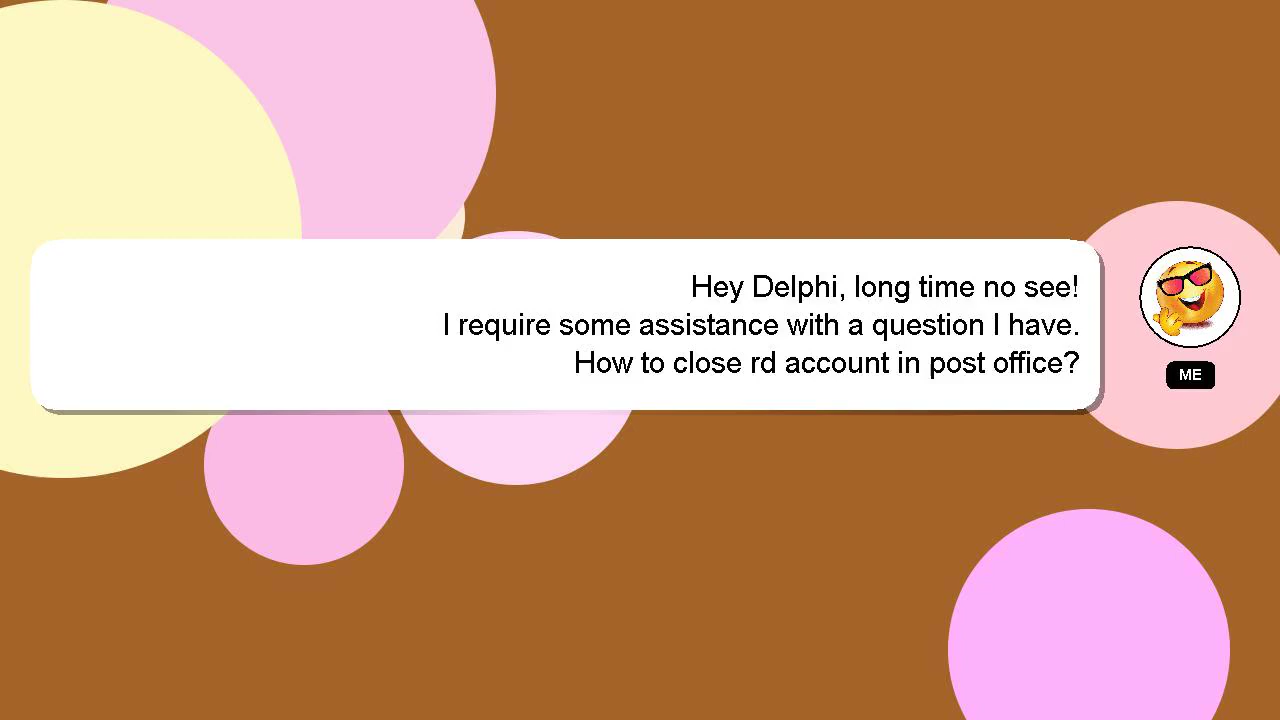 Hey Delphi, long time no see!
I require some assistance with a question I have.
How to close rd account in post office?
ME